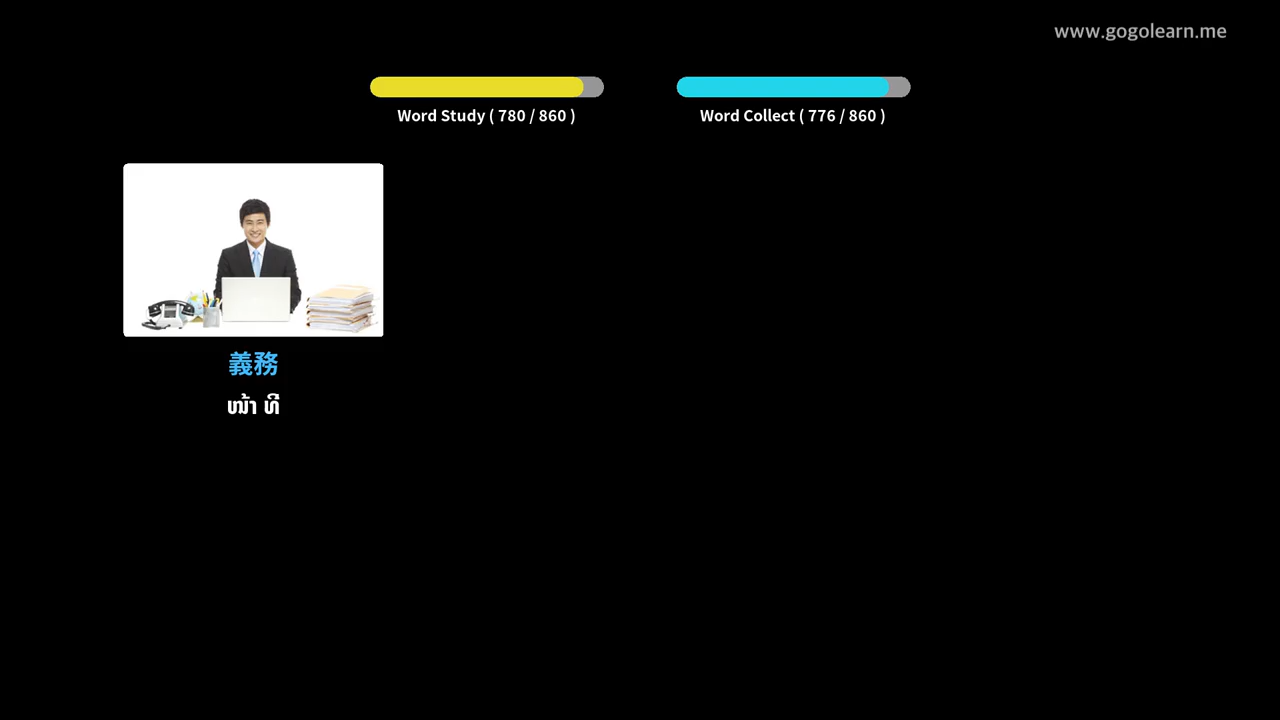 www.gogolearn.me
Word Study ( 780 / 860 )
Word Collect ( 776 / 860 )
義務
ໜ້າ ທີ